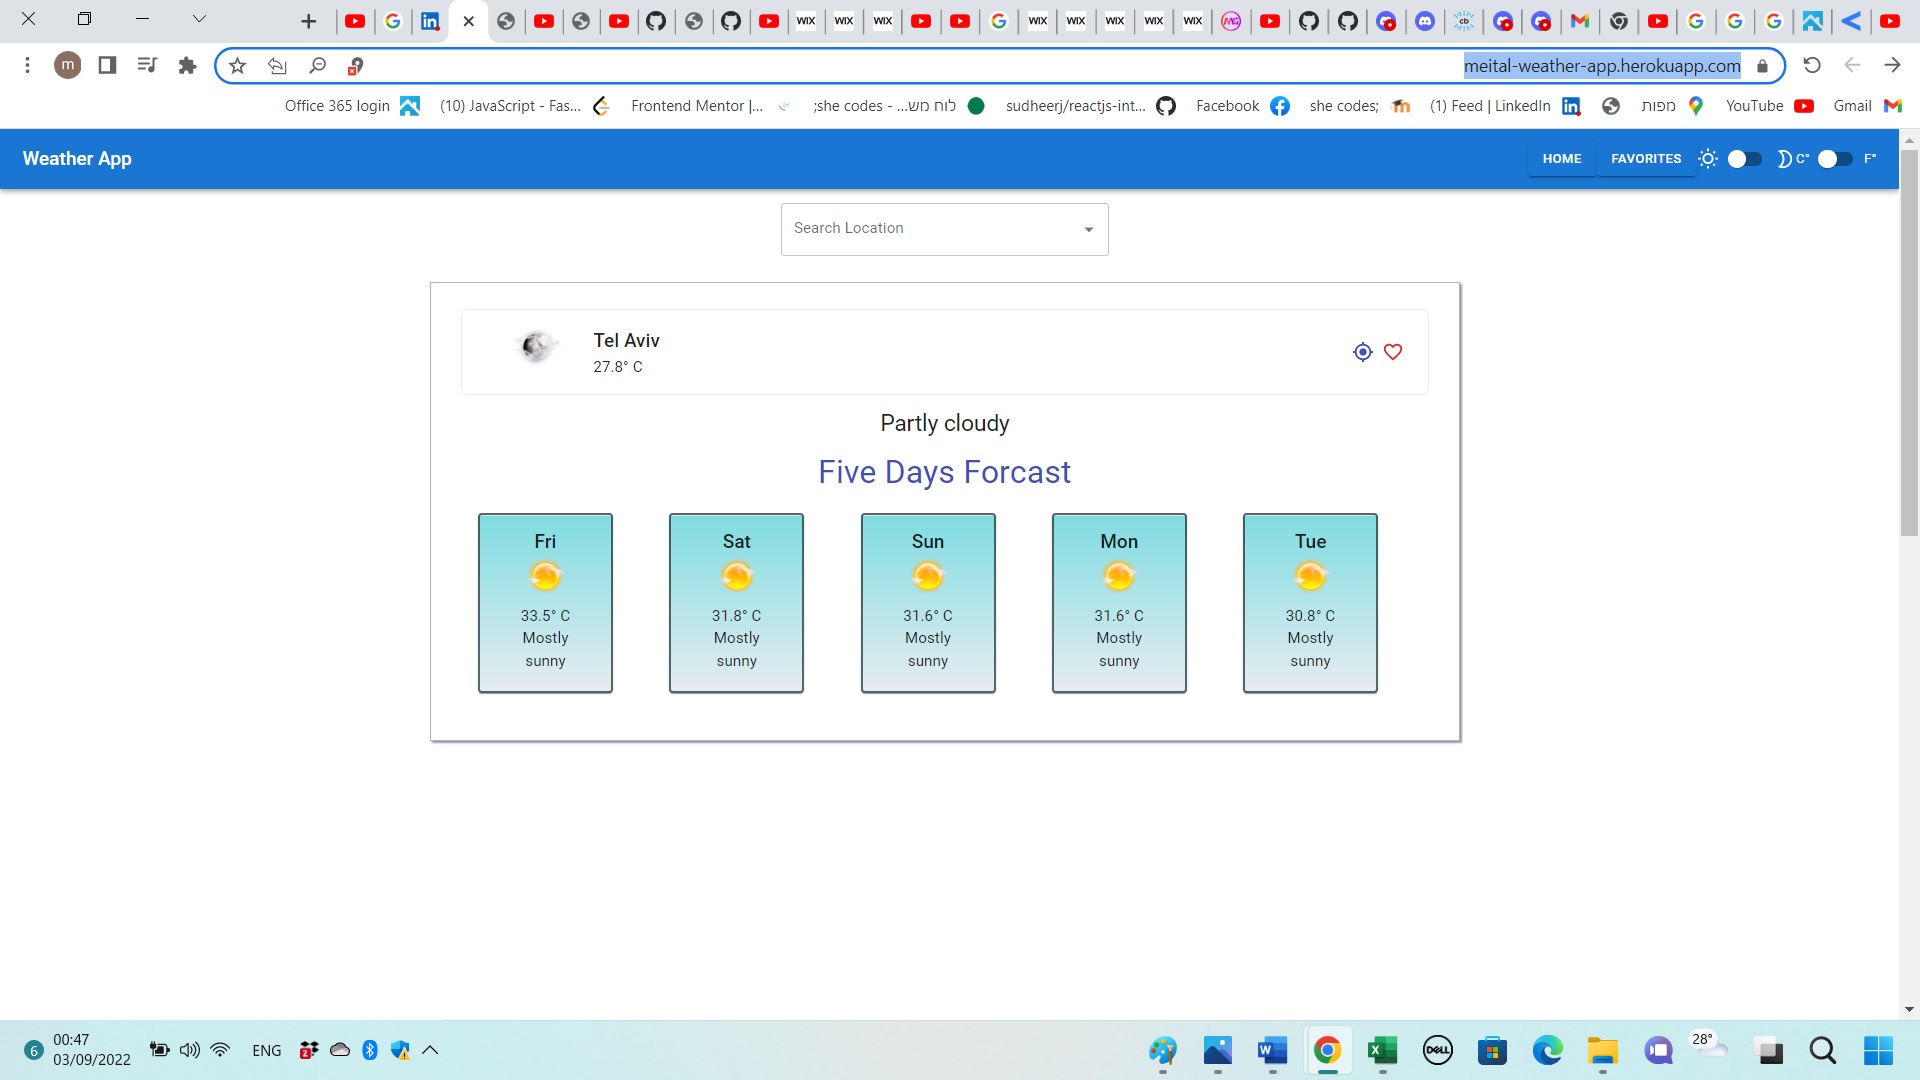 m
meital-weather-app.herokuapp.com
Office 365 login
(10) JavaScript - Fas...
Frontend Mentor |...
;she codes - ...לוח מש
sudheerj/reactjs-int...
Facebook
she codes;
(1) Feed | LinkedIn
מפות
YouTube
Gmail
Weather App
HOME
FAVORITES
C°
F°
Search Location
Tel Aviv
27.8° C
Partly cloudy
Five Days Forcast
Fri
33.5° C
Mostly
sunny
Sat
31.8° C
Mostly
sunny
Sun
31.6° C
Mostly
sunny
Mon
31.6° C
Mostly
sunny
Tue
30.8° C
Mostly
sunny
6
00:47
03/09/2022
ENG
2
DELL
28°